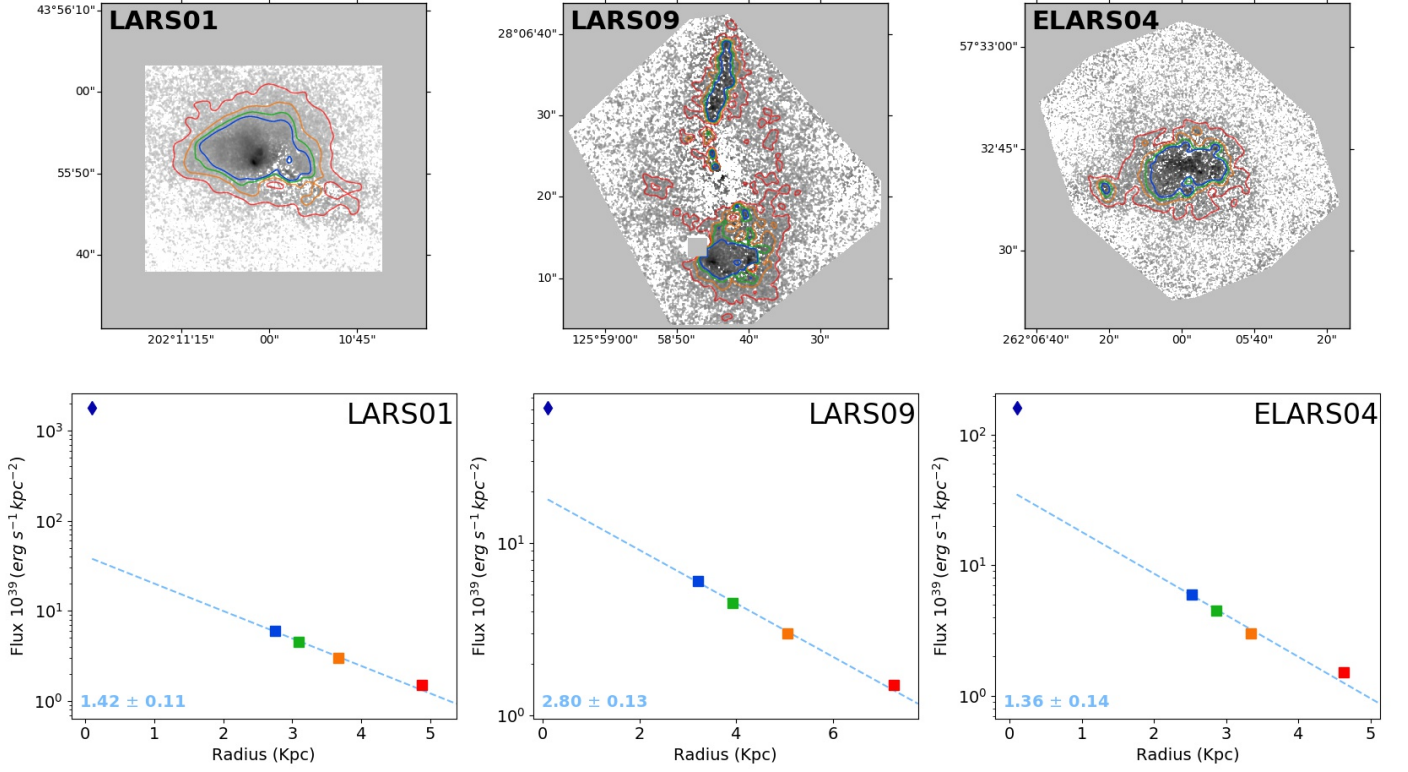 LARS01
43°56'10"
00"
55'50"
40"
202°11'15" 00" 10'45"
LARS09
28°06'40"
30"
20"
10"
125°59'00" 58'50" 40" 30"
ELARS04
57°33'00"
32'45"
30"
262°06'40" 20" 00" 05'40" 20"
LARS01
Flux 10^39 (erg s^−1 kpc^−2)
10^3
10^2
10^1
10^0
1.42 ± 0.11
0 1 2 3 4 5
Radius (Kpc)
LARS09
Flux 10^39 (erg s^−1 kpc^−2)
10^1
10^0
2.80 ± 0.13
0 2 4 6
Radius (Kpc)
ELARS04
Flux 10^39 (erg s^−1 kpc^−2)
10^2
10^1
10^0
1.36 ± 0.14
0 1 2 3 4 5
Radius (Kpc)